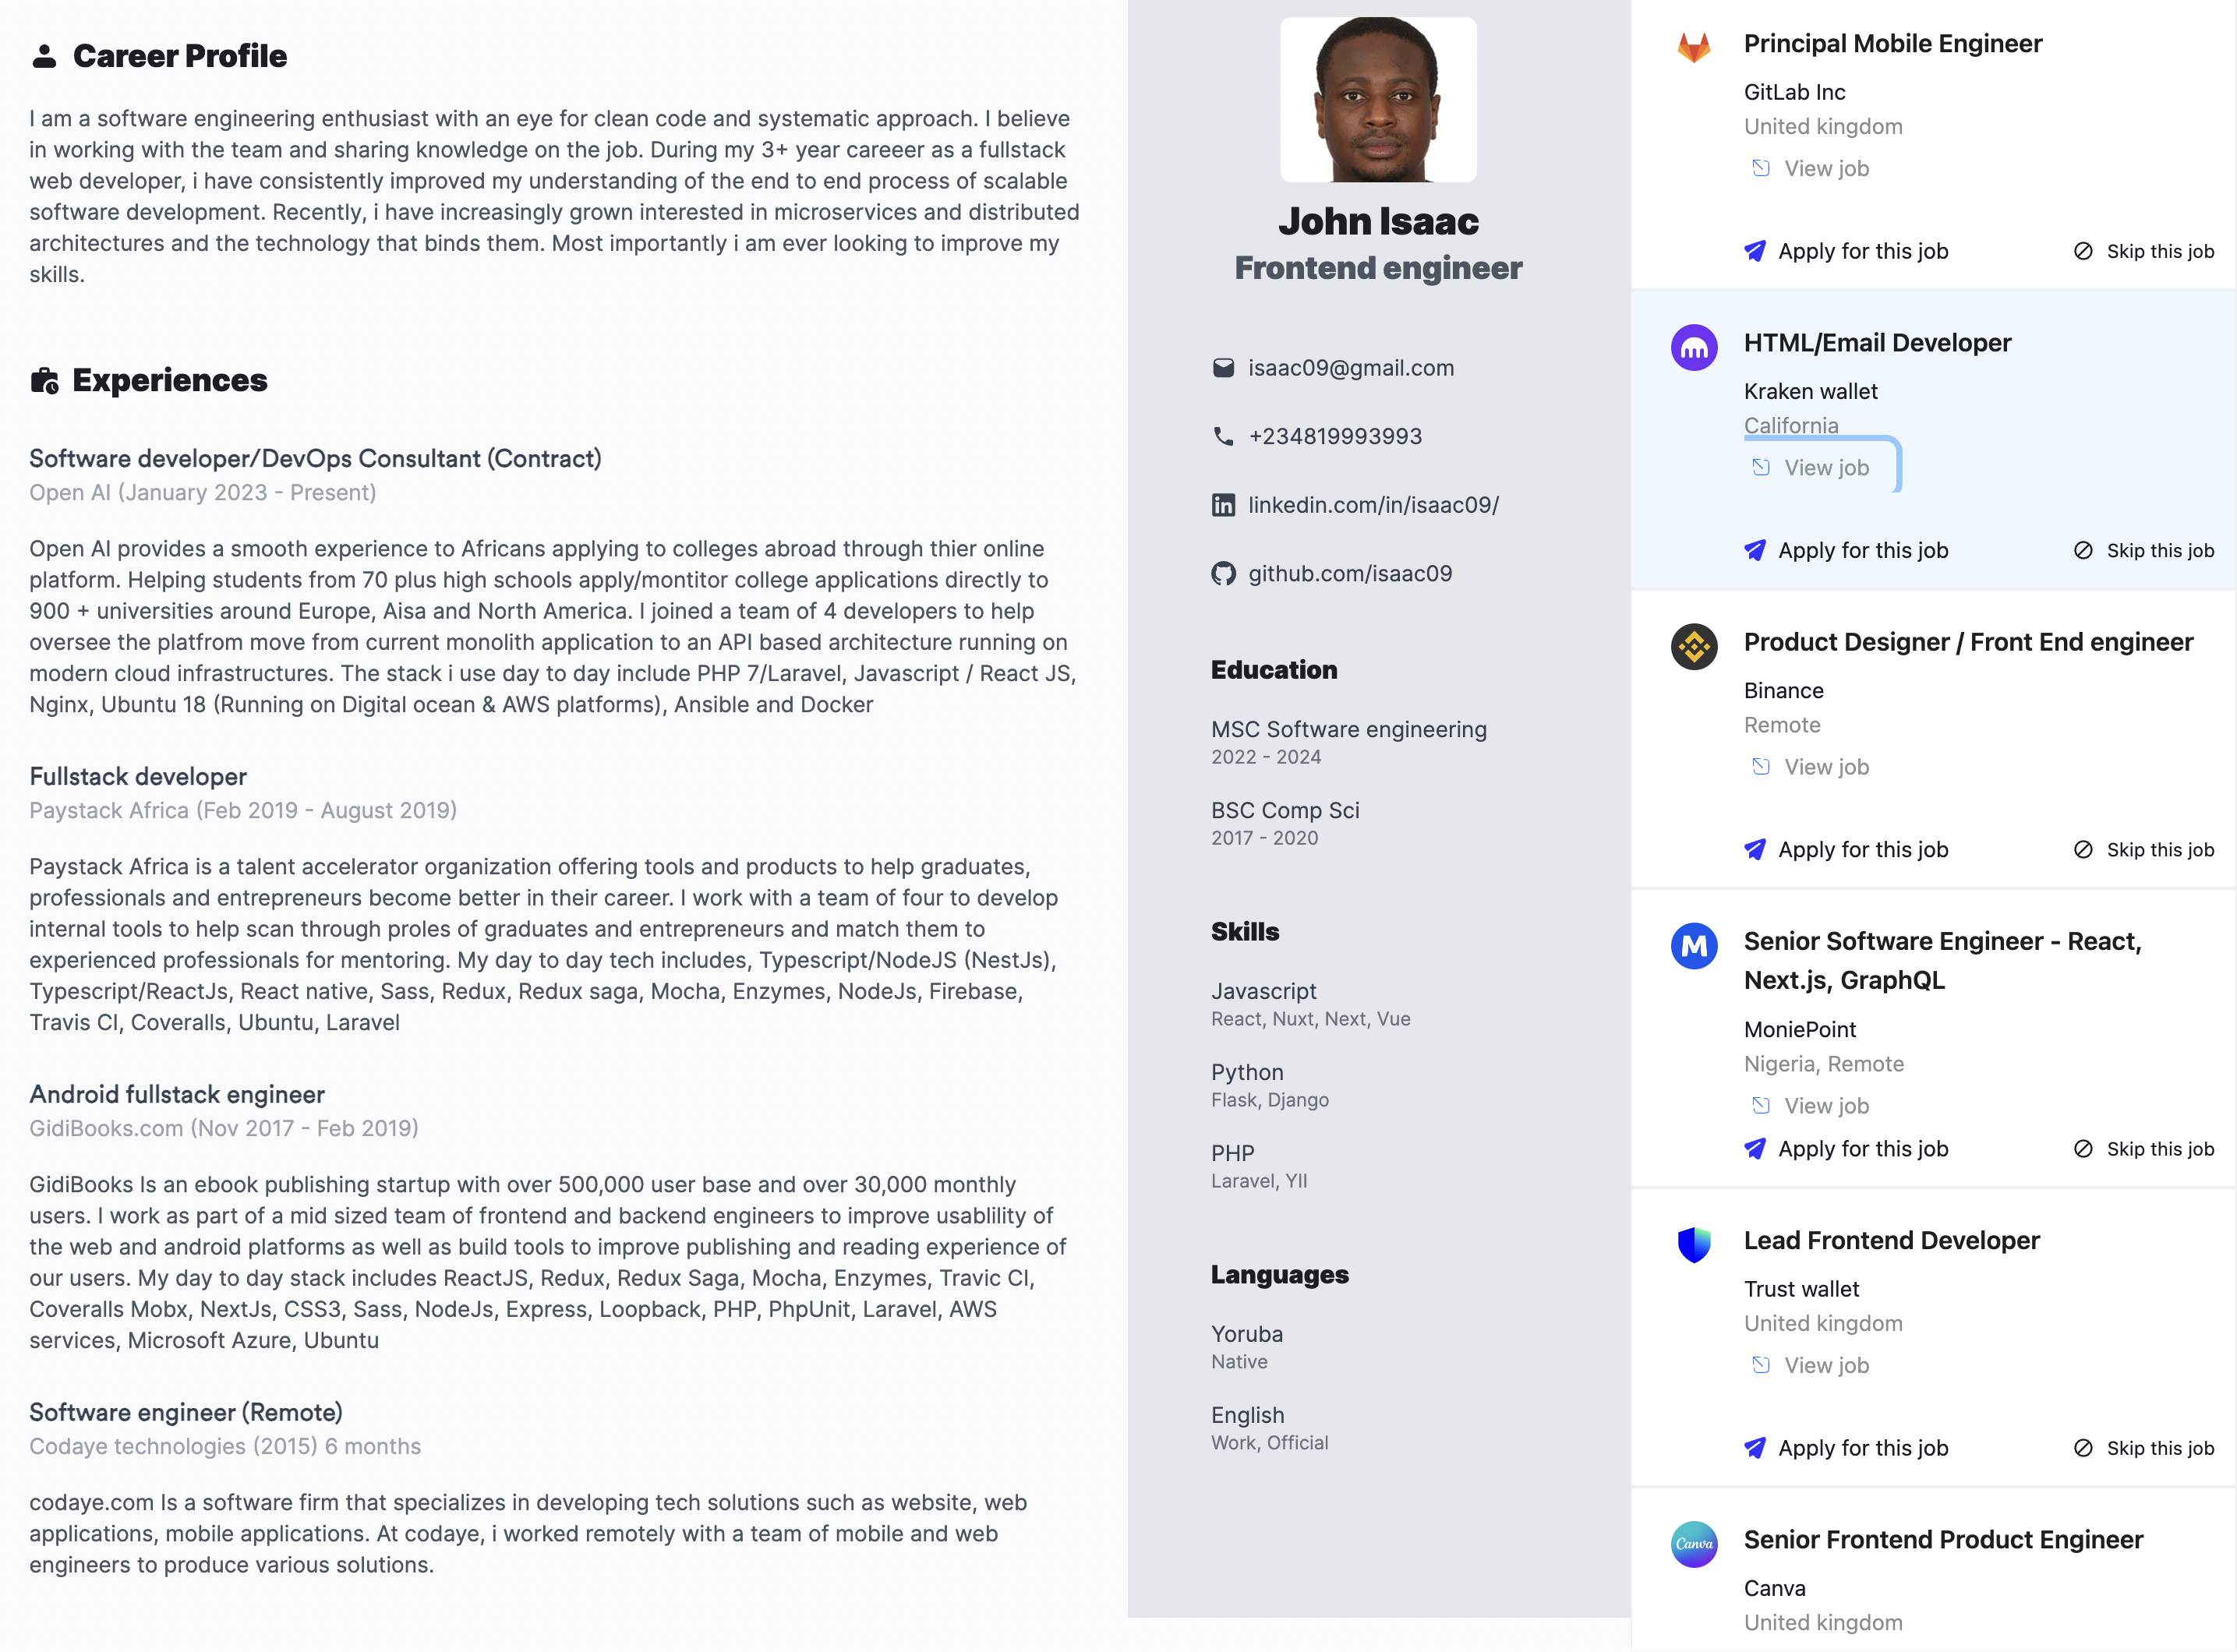 Career Profile
I am a software engineering enthusiast with an eye for clean code and systematic approach. I believe
in working with the team and sharing knowledge on the job. During my 3+ year careeer as a fullstack
web developer, i have consistently improved my understanding of the end to end process of scalable
software development. Recently, i have increasingly grown interested in microservices and distributed
architectures and the technology that binds them. Most importantly i am ever looking to improve my
skills.
Experiences
Software developer/DevOps Consultant (Contract)
Open AI (January 2023 - Present)
Open AI provides a smooth experience to Africans applying to colleges abroad through thier online
platform. Helping students from 70 plus high schools apply/montitor college applications directly to
900 + universities around Europe, Aisa and North America. I joined a team of 4 developers to help
oversee the platfrom move from current monolith application to an API based architecture running on
modern cloud infrastructures. The stack i use day to day include PHP 7/Laravel, Javascript / React JS,
Nginx, Ubuntu 18 (Running on Digital ocean & AWS platforms), Ansible and Docker
Fullstack developer
Paystack Africa (Feb 2019 - August 2019)
Paystack Africa is a talent accelerator organization offering tools and products to help graduates,
professionals and entrepreneurs become better in their career. I work with a team of four to develop
internal tools to help scan through proles of graduates and entrepreneurs and match them to
experienced professionals for mentoring. My day to day tech includes, Typescript/NodeJS (NestJs),
Typescript/ReactJs, React native, Sass, Redux, Redux saga, Mocha, Enzymes, NodeJs, Firebase,
Travis CI, Coveralls, Ubuntu, Laravel
Android fullstack engineer
GidiBooks.com (Nov 2017 - Feb 2019)
GidiBooks Is an ebook publishing startup with over 500,000 user base and over 30,000 monthly
users. I work as part of a mid sized team of frontend and backend engineers to improve usablility of
the web and android platforms as well as build tools to improve publishing and reading experience of
our users. My day to day stack includes ReactJS, Redux, Redux Saga, Mocha, Enzymes, Travic CI,
Coveralls Mobx, NextJs, CSS3, Sass, NodeJs, Express, Loopback, PHP, PhpUnit, Laravel, AWS
services, Microsoft Azure, Ubuntu
Software engineer (Remote)
Codaye technologies (2015) 6 months
codaye.com Is a software firm that specializes in developing tech solutions such as website, web
applications, mobile applications. At codaye, i worked remotely with a team of mobile and web
engineers to produce various solutions.
John Isaac
Frontend engineer
isaac09@gmail.com
+234819993993
linkedin.com/in/isaac09/
github.com/isaac09
Education
MSC Software engineering
2022 - 2024
BSC Comp Sci
2017 - 2020
Skills
Javascript
React, Nuxt, Next, Vue
Python
Flask, Django
PHP
Laravel, YII
Languages
Yoruba
Native
English
Work, Official
Principal Mobile Engineer
GitLab Inc
United kingdom
View job
Apply for this job
Skip this job
HTML/Email Developer
Kraken wallet
California
View job
Apply for this job
Skip this job
Product Designer / Front End engineer
Binance
Remote
View job
Apply for this job
Skip this job
M
Senior Software Engineer - React,
Next.js, GraphQL
MoniePoint
Nigeria, Remote
View job
Apply for this job
Skip this job
Lead Frontend Developer
Trust wallet
United kingdom
View job
Apply for this job
Skip this job
Canva
Senior Frontend Product Engineer
Canva
United kingdom